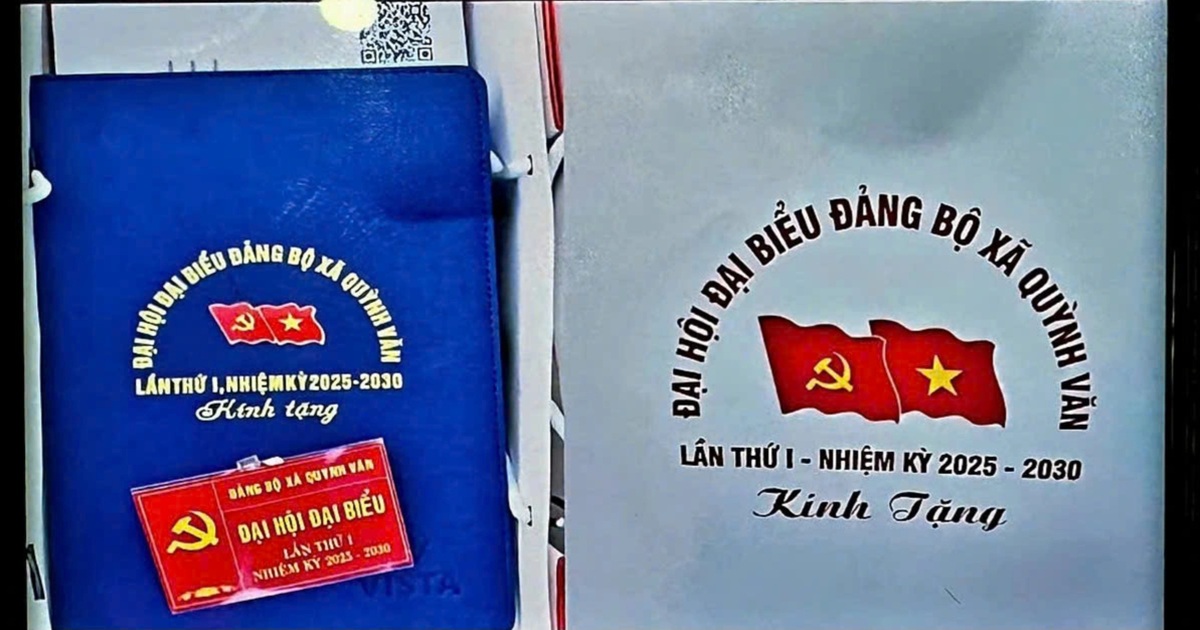 ĐẠI HỘI ĐẠI BIỂU ĐẢNG BỘ XÃ QUỲNH VĂN
LẦN THỨ I, NHIỆM KỲ 2025-2030
Kính tặng
ĐẢNG BỘ XÃ QUỲNH VĂN
ĐẠI HỘI ĐẠI BIỂU
LẦN THỨ I
NHIỆM KỲ 2025 - 2030
VISTA
ĐẠI HỘI ĐẠI BIỂU ĐẢNG BỘ XÃ QUỲNH VĂN
LẦN THỨ I - NHIỆM KỲ 2025 - 2030
Kính Tặng